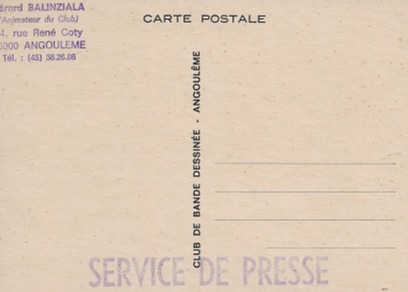 érard BALINZIALA
(Animateur du Club)
4, rue René Coty
6000 ANGOULEME
Tél. : (45) 38.26.86
CARTE POSTALE
CLUB DE BANDE DESSINÉE - ANGOULÊME
SERVICE DE PRESSE